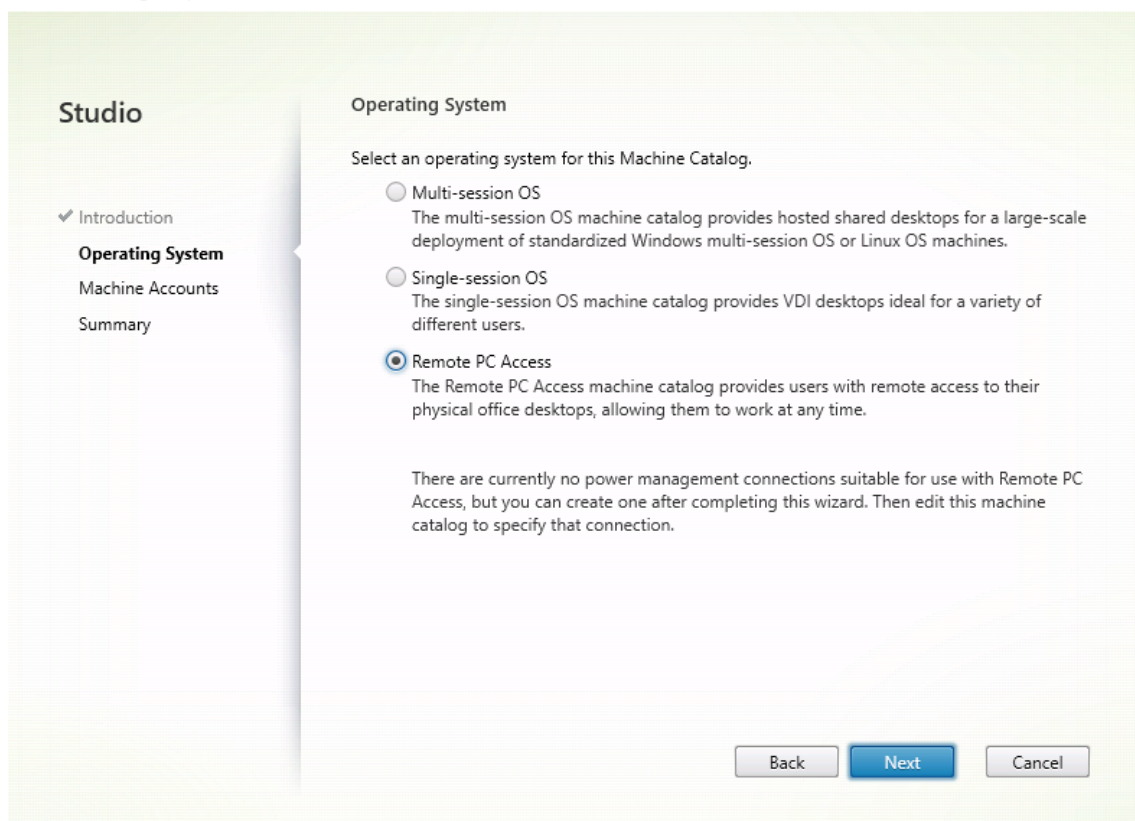 Studio
✔ Introduction
Operating System
Machine Accounts
Summary
Operating System
Select an operating system for this Machine Catalog.
Multi-session OS
The multi-session OS machine catalog provides hosted shared desktops for a large-scale
deployment of standardized Windows multi-session OS or Linux OS machines.
Single-session OS
The single-session OS machine catalog provides VDI desktops ideal for a variety of
different users.
Remote PC Access
The Remote PC Access machine catalog provides users with remote access to their
physical office desktops, allowing them to work at any time.
There are currently no power management connections suitable for use with Remote PC
Access, but you can create one after completing this wizard. Then edit this machine
catalog to specify that connection.
Back Next Cancel